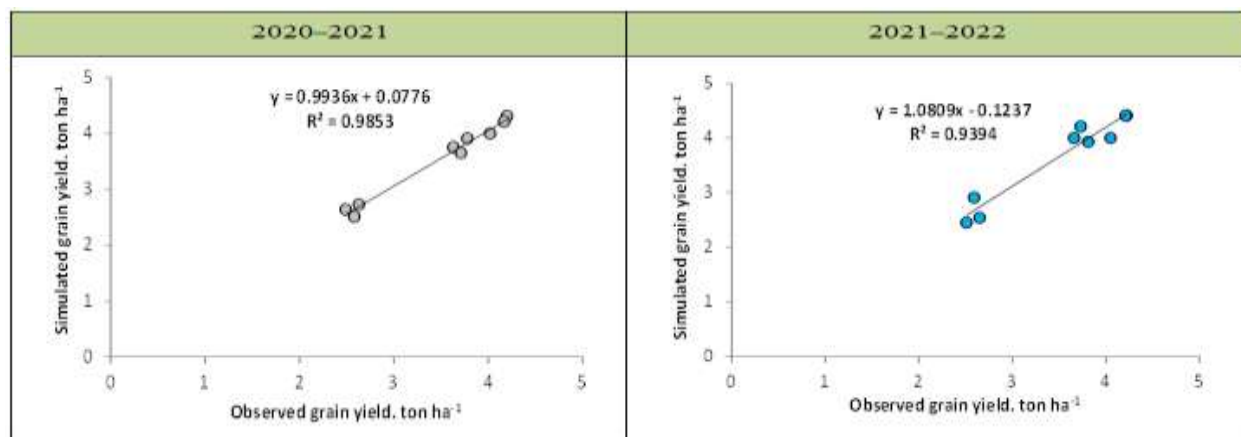 2020–2021
2021–2022
y = 0.9936x + 0.0776
R² = 0.9853
Simulated grain yield. ton ha⁻¹
5
4
3
2
1
0
0 1 2 3 4 5
Observed grain yield. ton ha⁻¹
y = 1.0809x - 0.1237
R² = 0.9394
Simulated grain yield. ton ha⁻¹
5
4
3
2
1
0
0 1 2 3 4 5
Observed grain yield. ton ha⁻¹